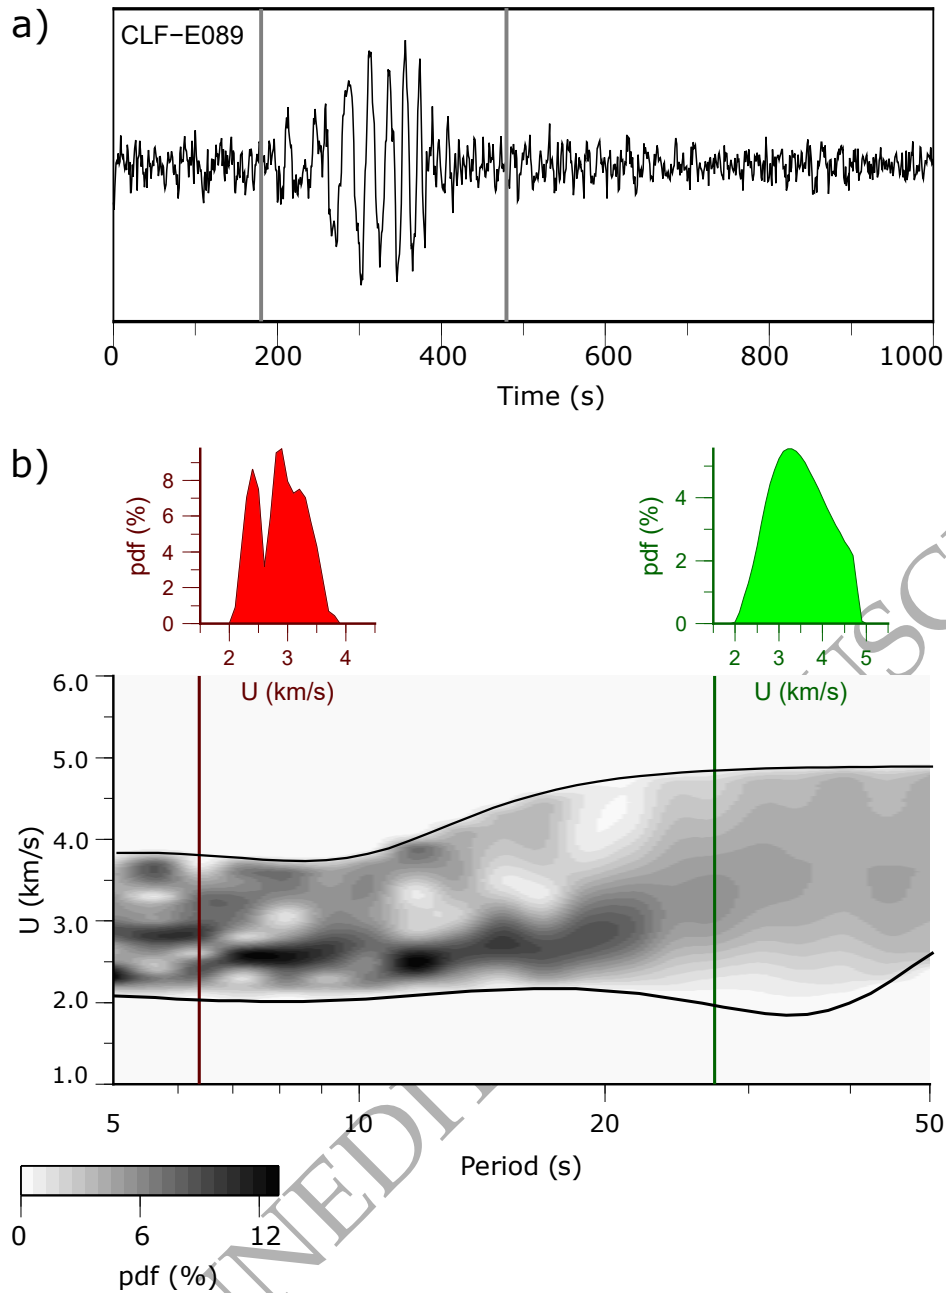 a)
CLF−E089
0 200 400 600 800 1000
Time (s)
b)
8
6
4
2
0
pdf (%)
2 3 4
U (km/s)
4
2
0
pdf (%)
2 3 4 5
U (km/s)
6.0
5.0
4.0
3.0
2.0
1.0
U (km/s)
5 10 20 50
Period (s)
0 6 12
pdf (%)